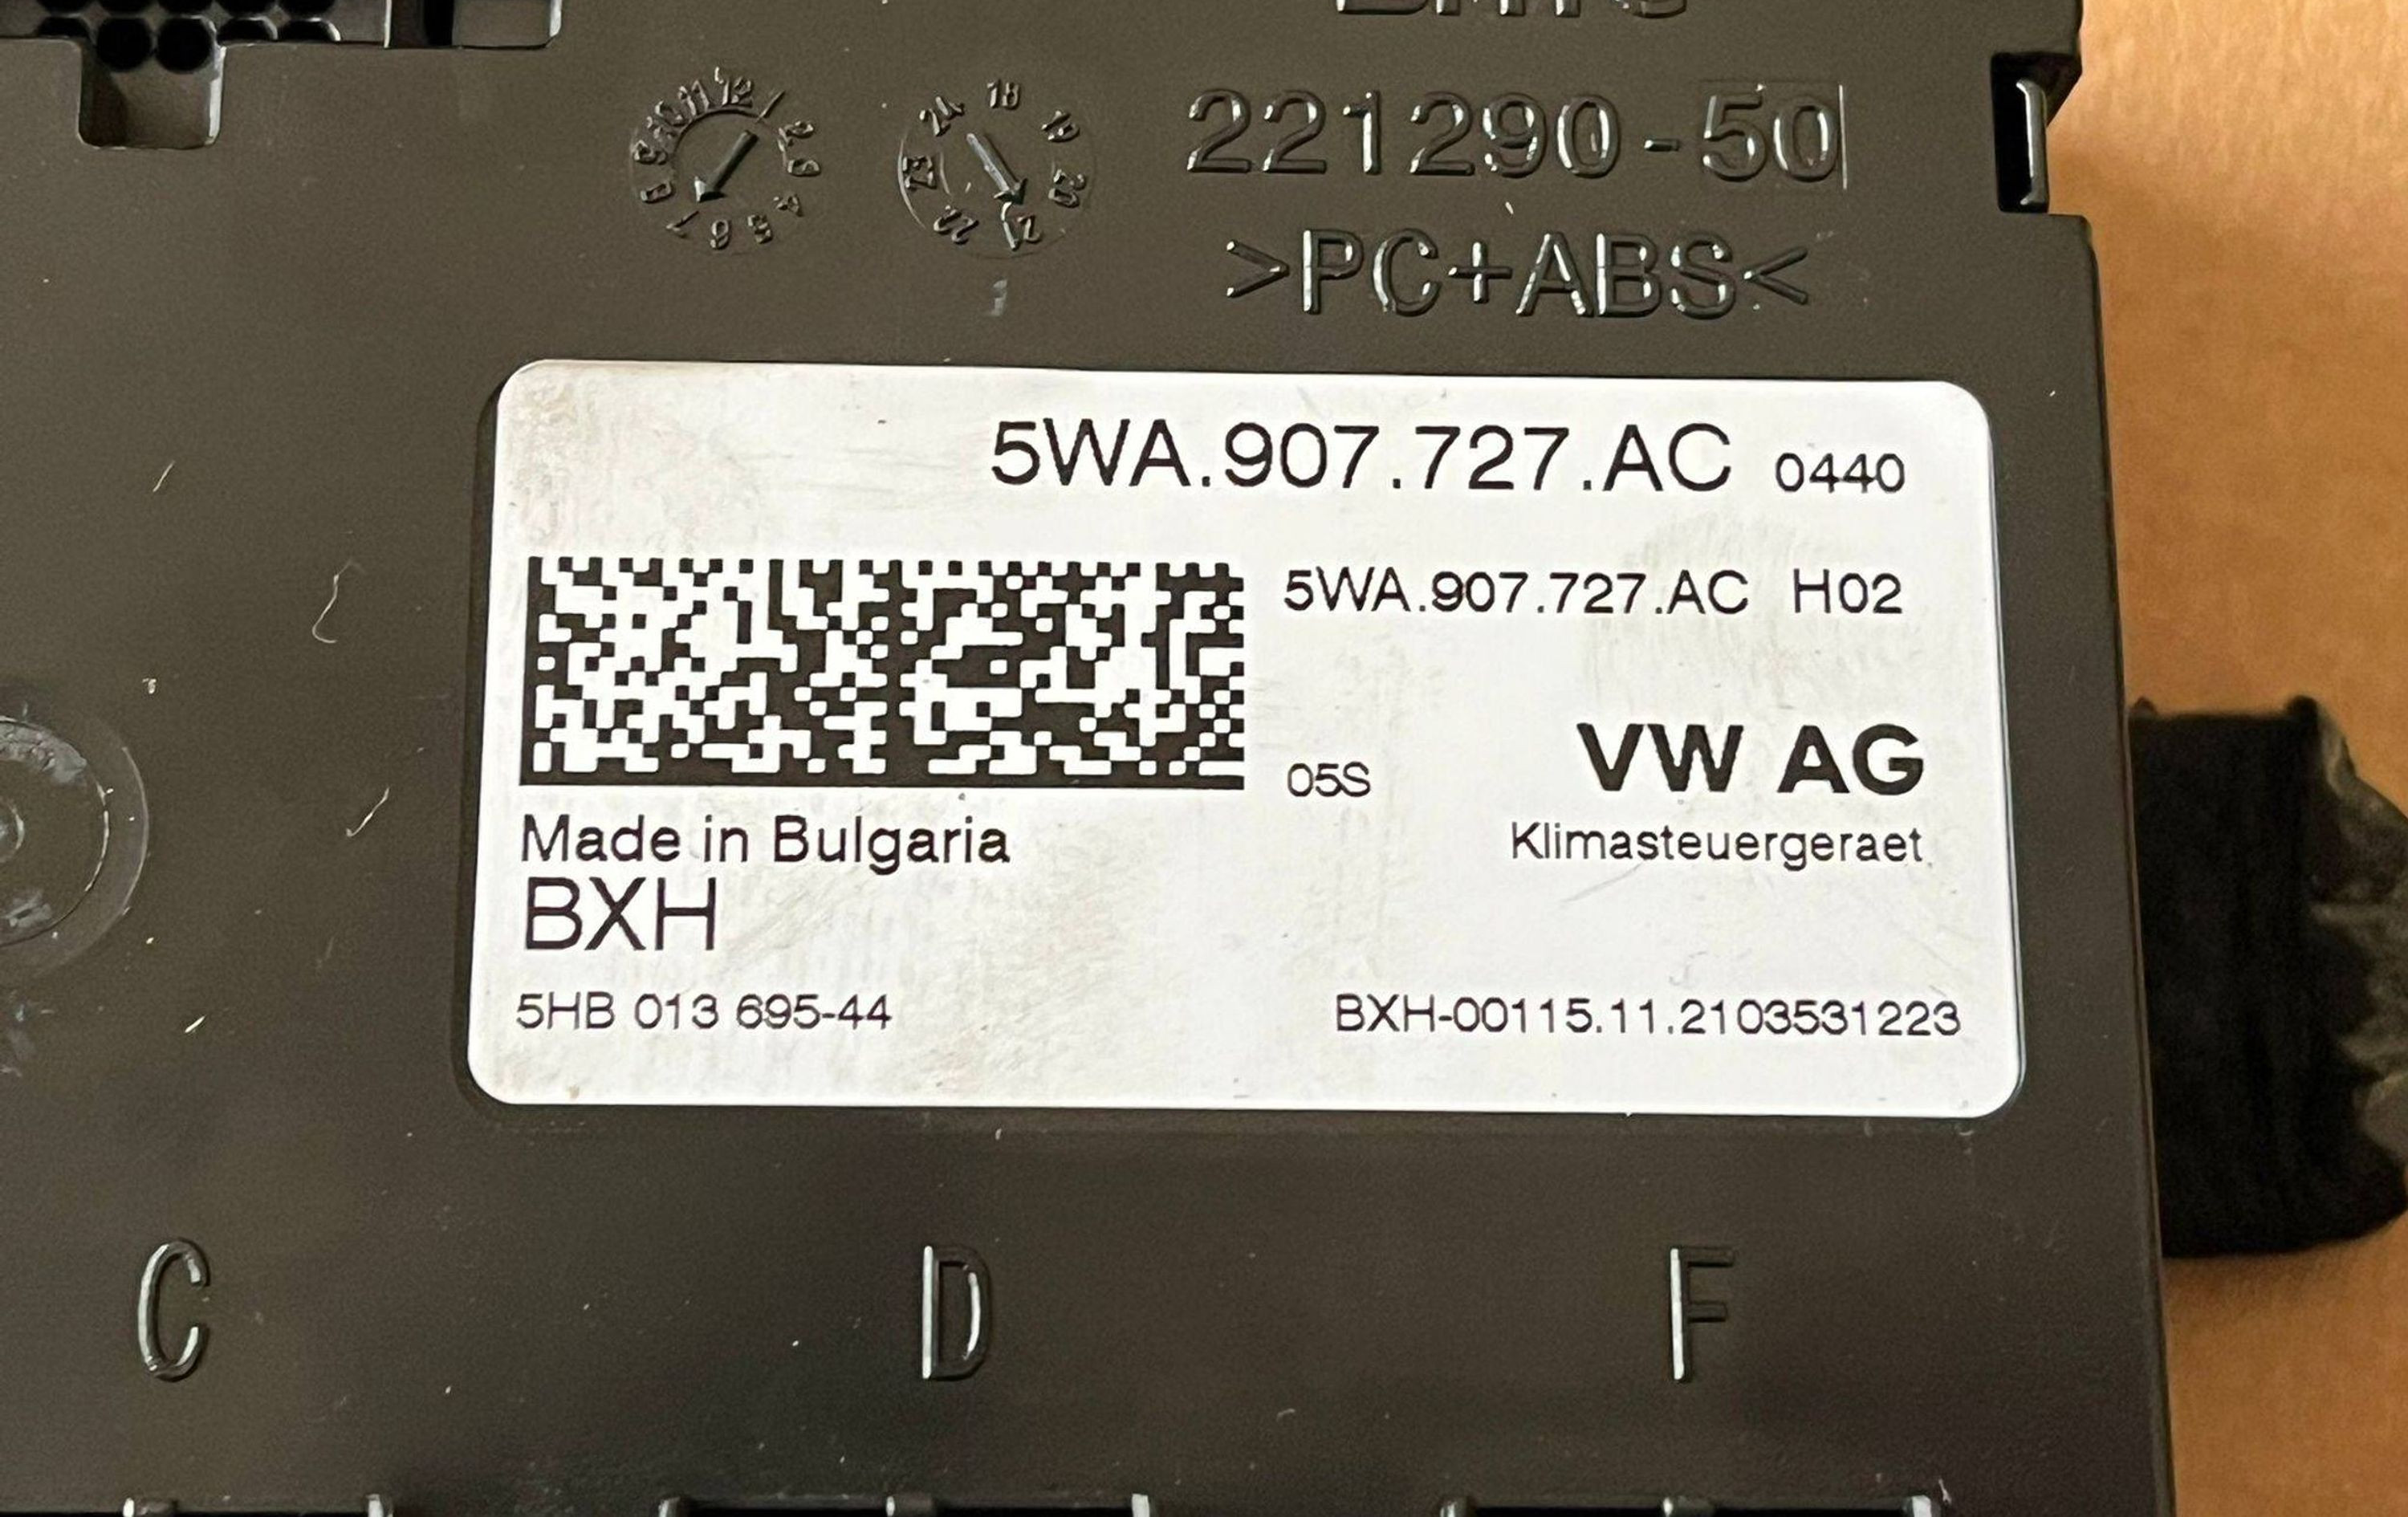 221290-50
>PC+ABS<
5WA.907.727.AC 0440
5WA.907.727.AC H02
05S
VW AG
Klimasteuergeraet
Made in Bulgaria
BXH
5HB 013 695-44
BXH-00115.11.2103531223
C D F